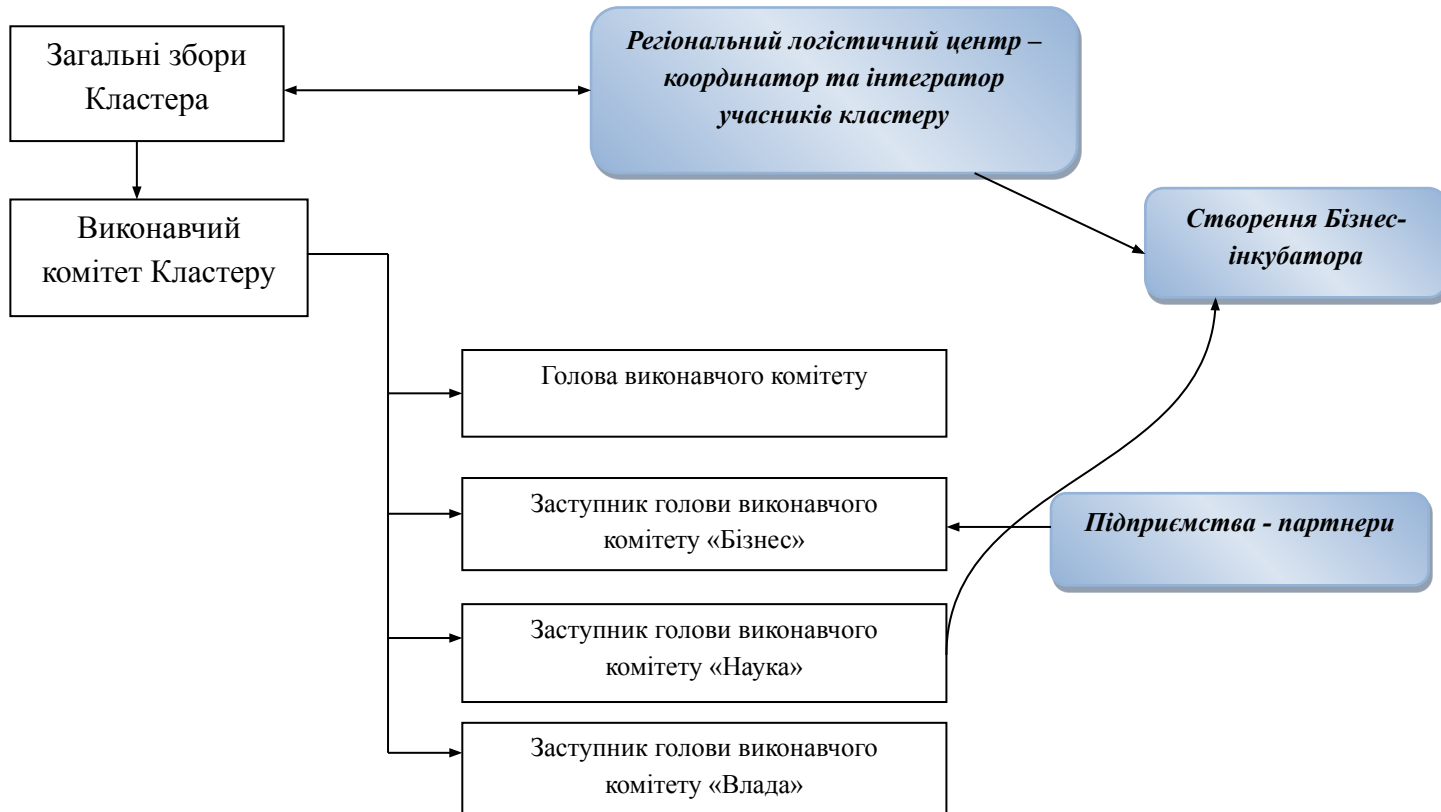 Загальні збори
Кластера
Регіональний логістичний центр –
координатор та інтегратор
учасників кластеру
Виконавчий
комітет Кластеру
Створення Бізнес-
інкубатора
Голова виконавчого комітету
Заступник голови виконавчого
комітету «Бізнес»
Підприємства - партнери
Заступник голови виконавчого
комітету «Наука»
Заступник голови виконавчого
комітету «Влада»